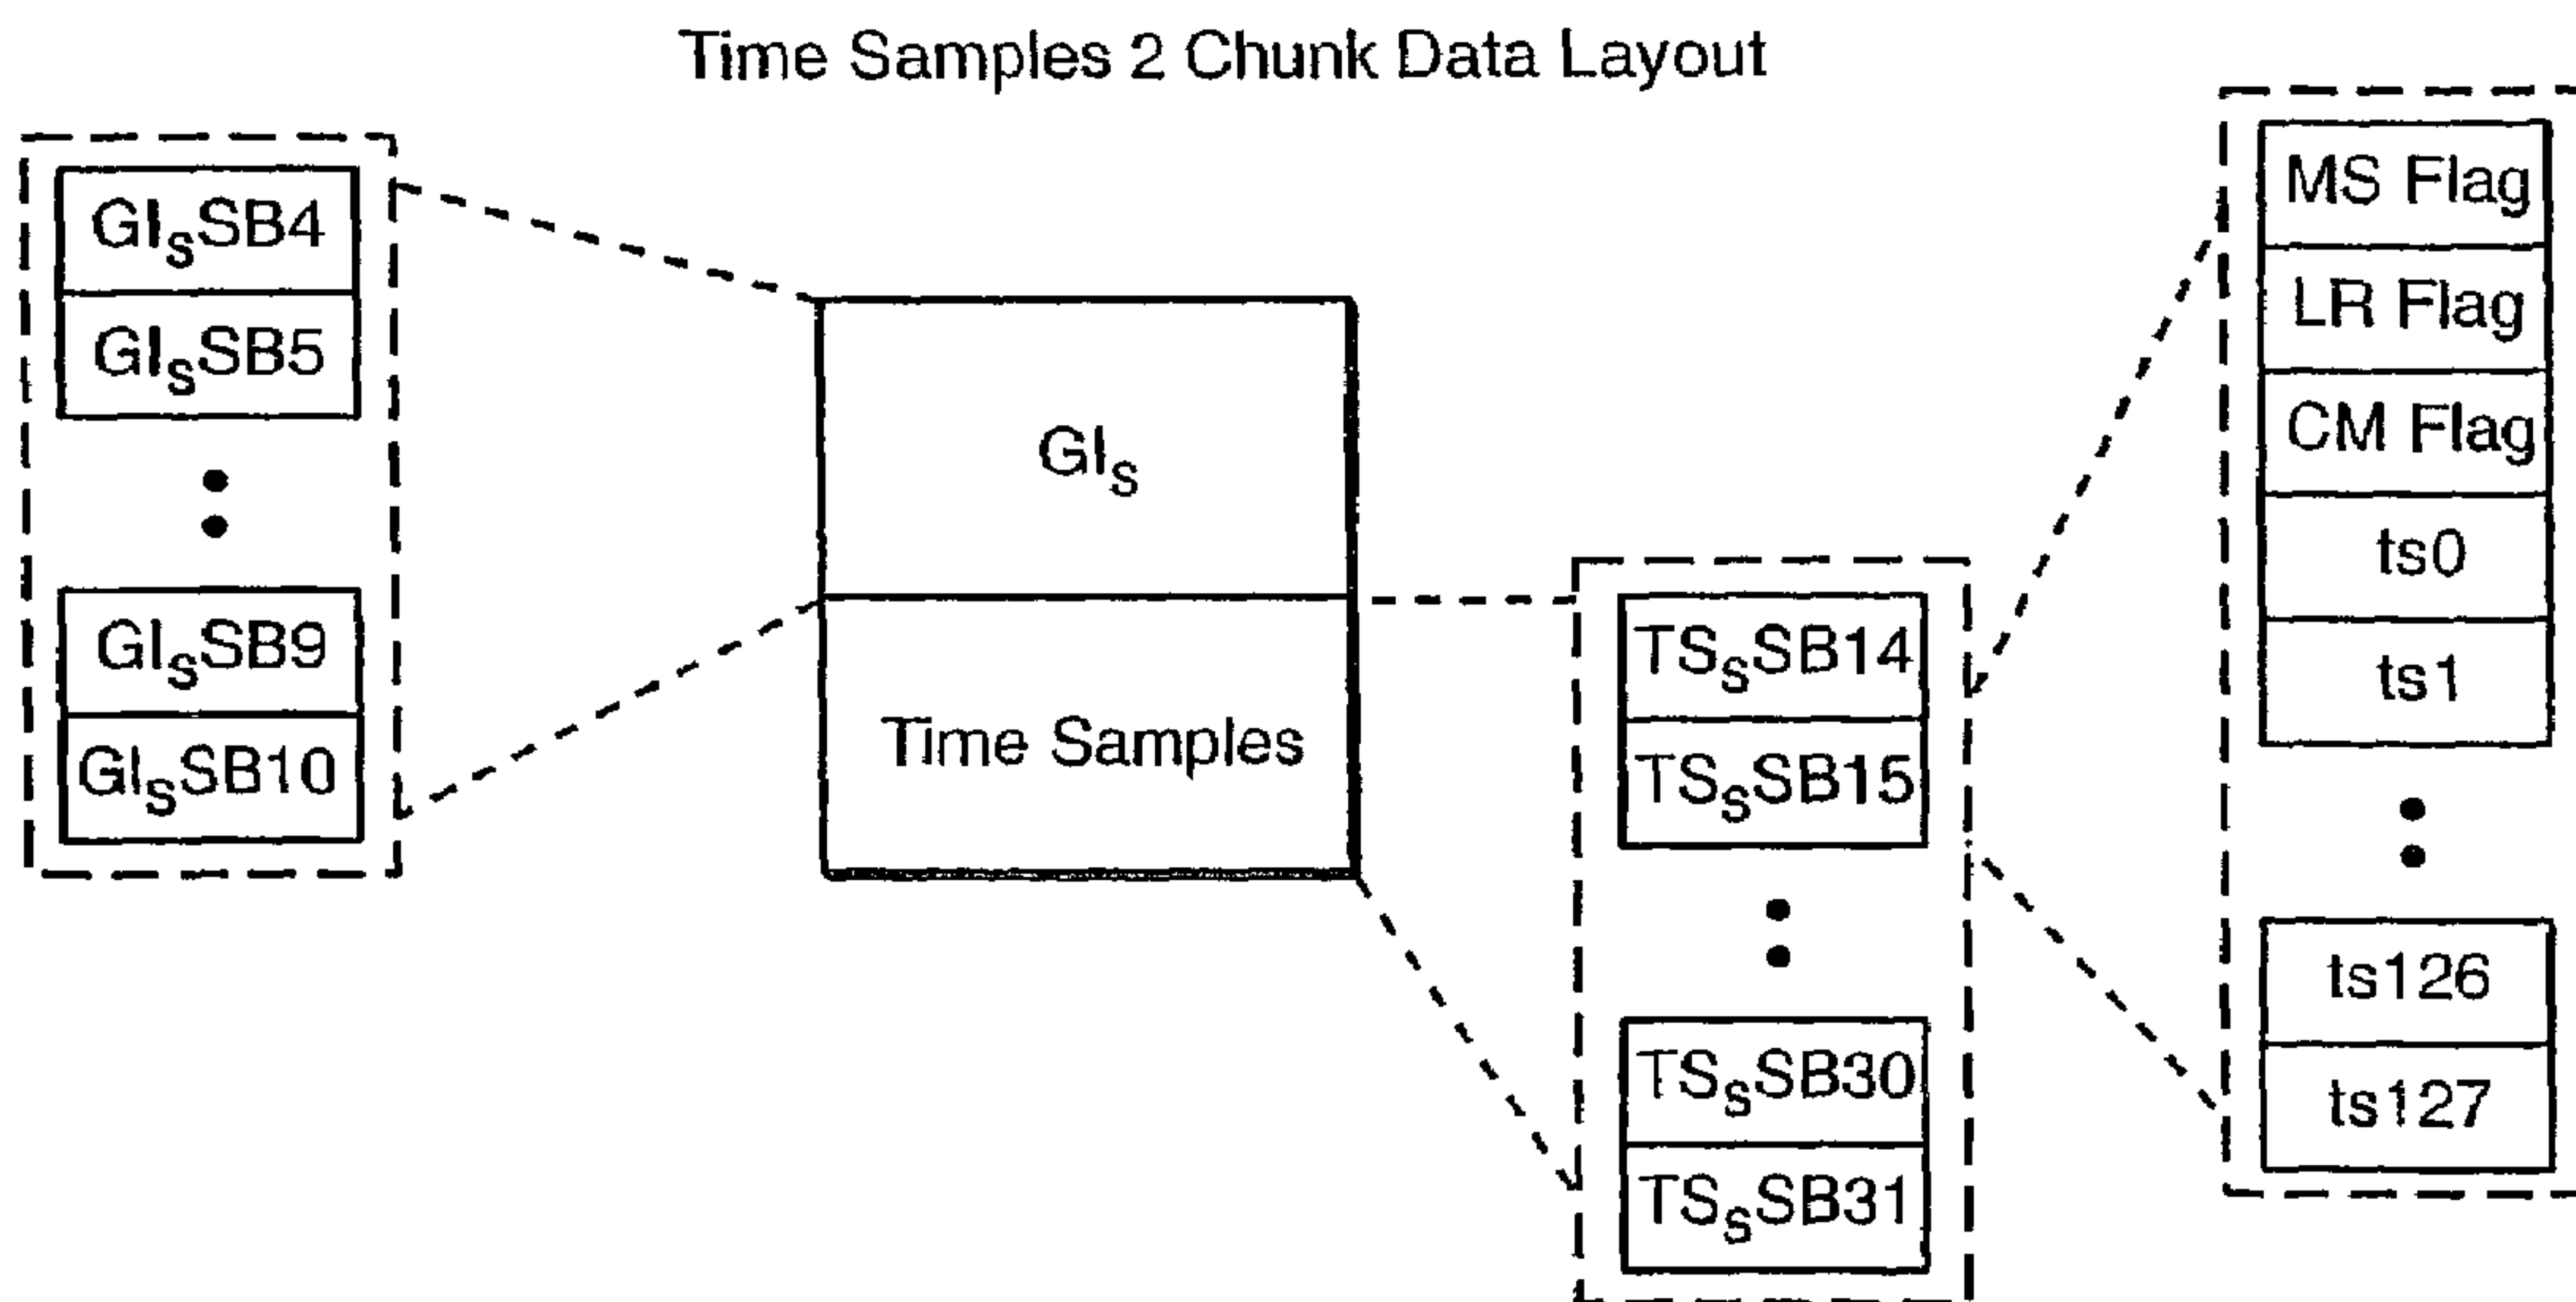 Time Samples 2 Chunk Data Layout
GISSB4
GISSB5
GISSB9
GISSB10
GIS
Time Samples
TSSSB14
TSSSB15
TSSSB30
TSSSB31
MS Flag
LR Flag
CM Flag
ts0
ts1
ts126
ts127